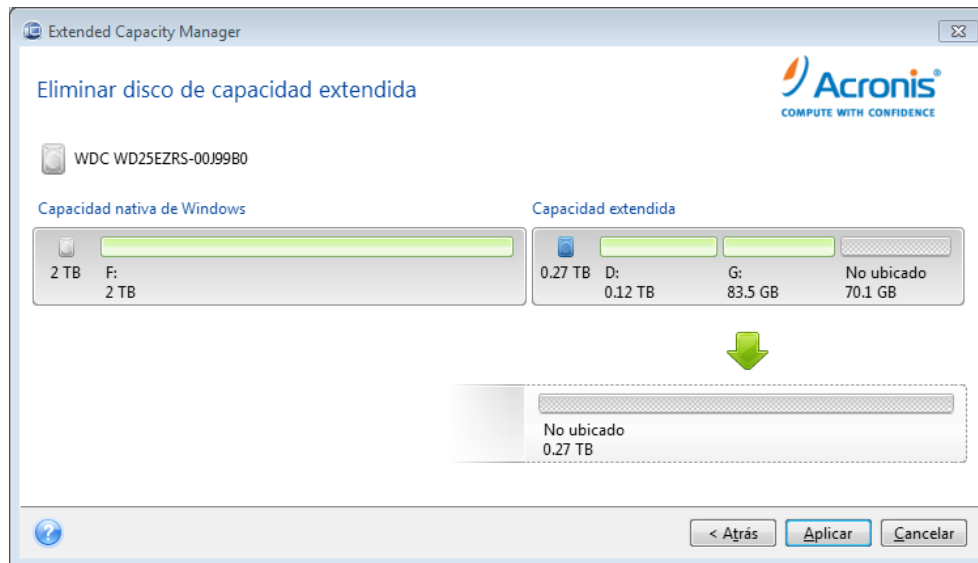 Extended Capacity Manager
Eliminar disco de capacidad extendida
Acronis®
COMPUTE WITH CONFIDENCE
WDC WD25EZRS-00J99B0
Capacidad nativa de Windows
Capacidad extendida
2 TB
F:
2 TB
0.27 TB
D:
0.12 TB
G:
83.5 GB
No ubicado
70.1 GB
No ubicado
0.27 TB
?
< Atrás
Aplicar
Cancelar